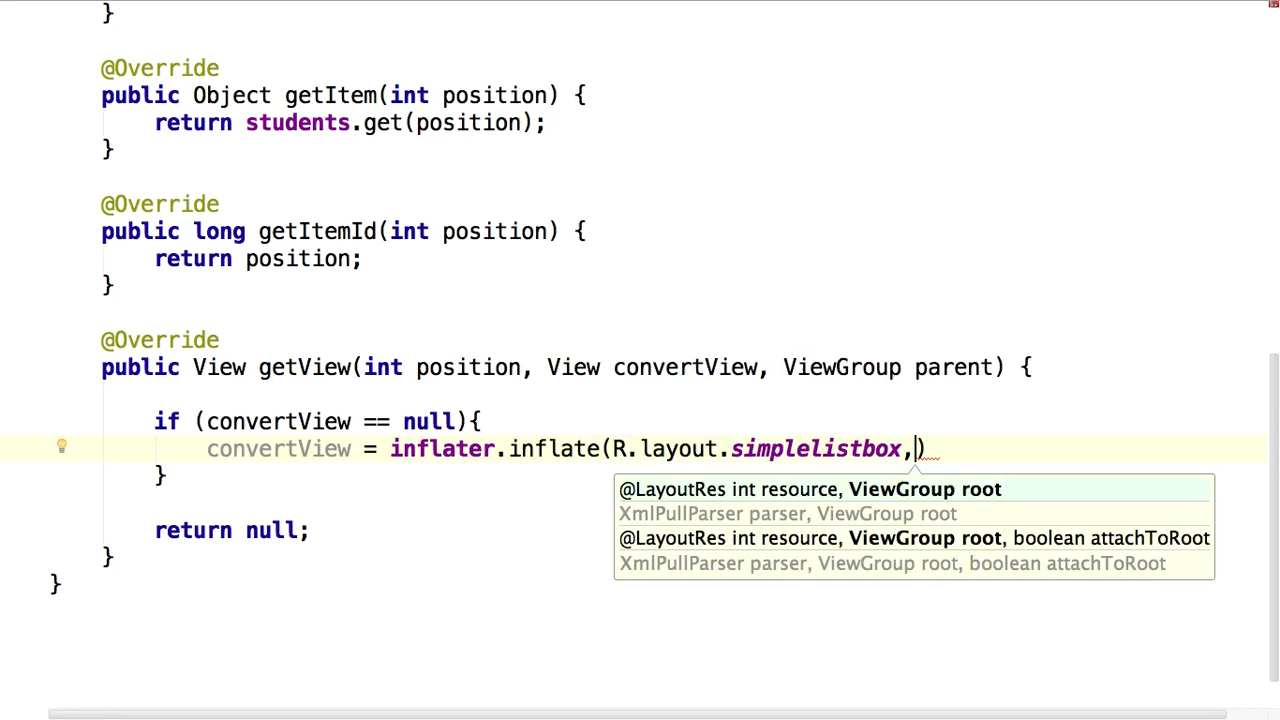 }
@Override
public Object getItem(int position) {
return students.get(position);
}
@Override
public long getItemId(int position) {
return position;
}
@Override
public View getView(int position, View convertView, ViewGroup parent) {
if (convertView == null){
convertView = inflater.inflate(R.layout.simplelistbox,)
@LayoutRes int resource, ViewGroup root
XmlPullParser parser, ViewGroup root
@LayoutRes int resource, ViewGroup root, boolean attachToRoot
XmlPullParser parser, ViewGroup root, boolean attachToRoot
}
return null;
}
}